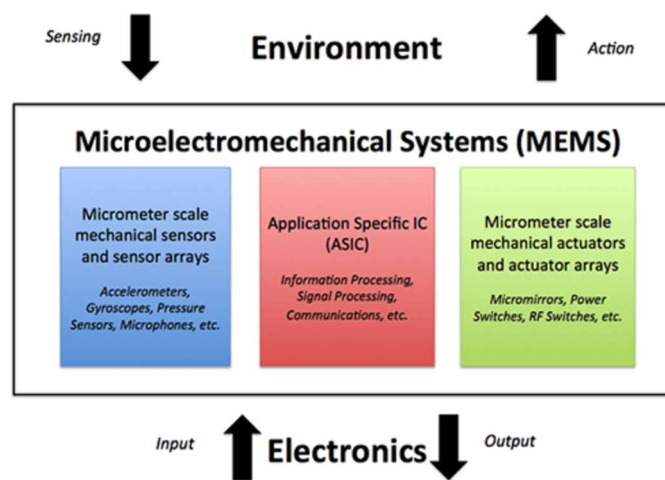 Sensing
Environment
Action
Microelectromechanical Systems (MEMS)
Micrometer scale
mechanical sensors
and sensor arrays
Accelerometers,
Gyroscopes, Pressure
Sensors, Microphones, etc.
Application Specific IC
(ASIC)
Information Processing,
Signal Processing,
Communications, etc.
Micrometer scale
mechanical actuators
and actuator arrays
Micromirrors, Power
Switches, RF Switches, etc.
Input
Electronics
Output